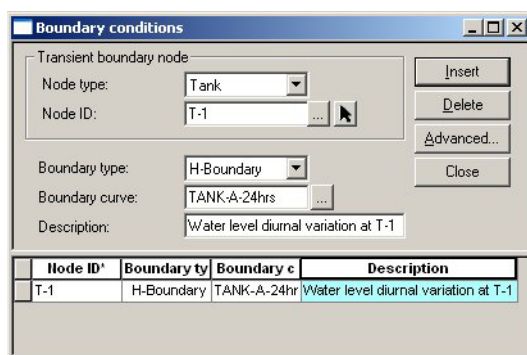 Boundary conditions
Transient boundary node
Node type: Tank
Node ID: T-1 ...
Boundary type: H-Boundary
Boundary curve: TANK-A-24hrs ...
Description: Water level diurnal variation at T-1
Insert
Delete
Advanced...
Close
Node ID* Boundary ty Boundary c Description
T-1 H-Boundary TANK-A-24hr Water level diurnal variation at T-1